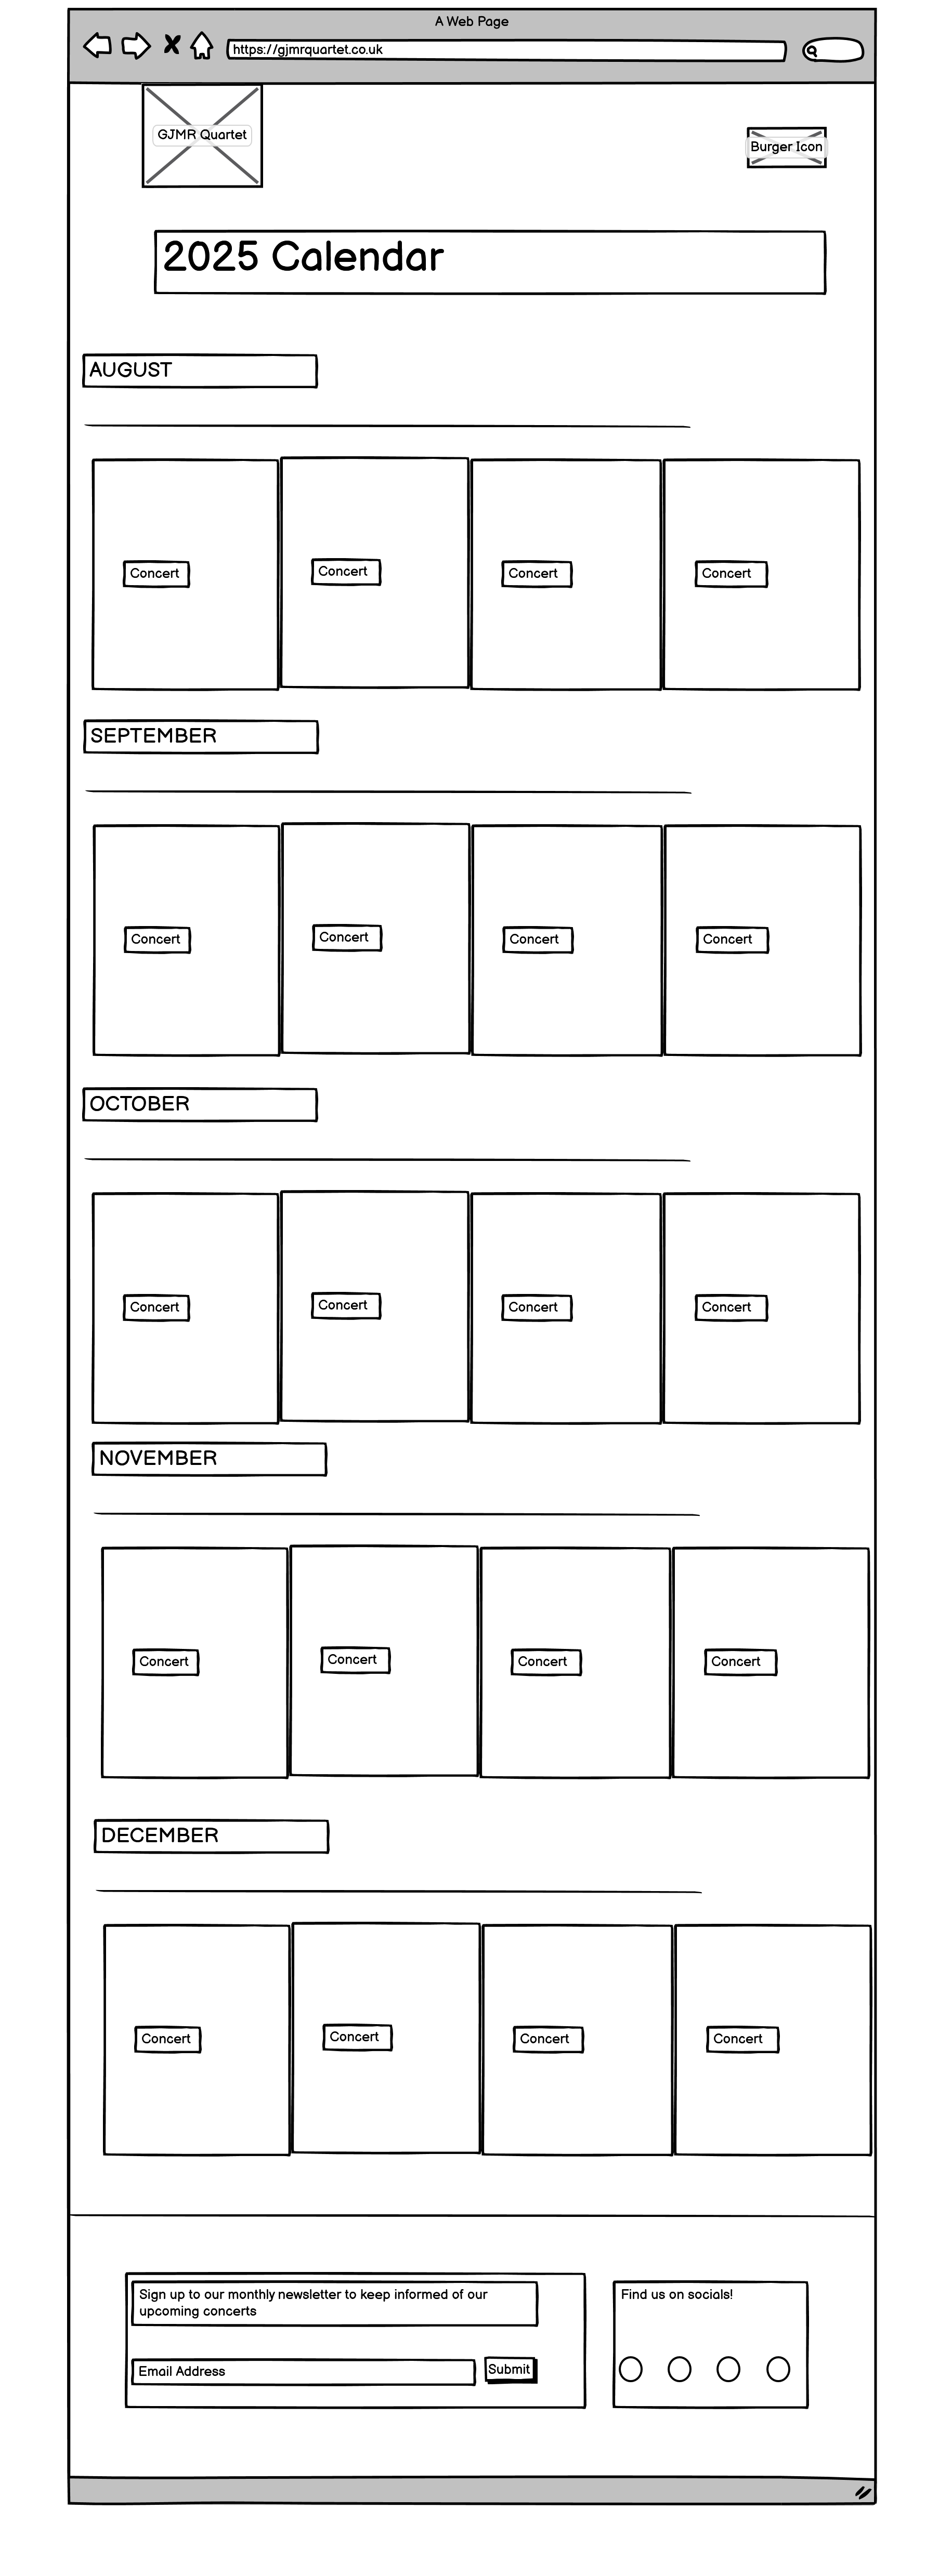 A Web Page
https://gjmrquartet.co.uk
GJMR Quartet
Burger Icon
2025 Calendar
AUGUST
Concert
Concert
Concert
Concert
SEPTEMBER
Concert
Concert
Concert
Concert
OCTOBER
Concert
Concert
Concert
Concert
NOVEMBER
Concert
Concert
Concert
Concert
DECEMBER
Concert
Concert
Concert
Concert
Sign up to our monthly newsletter to keep informed of our
upcoming concerts
Email Address
Submit
Find us on socials!